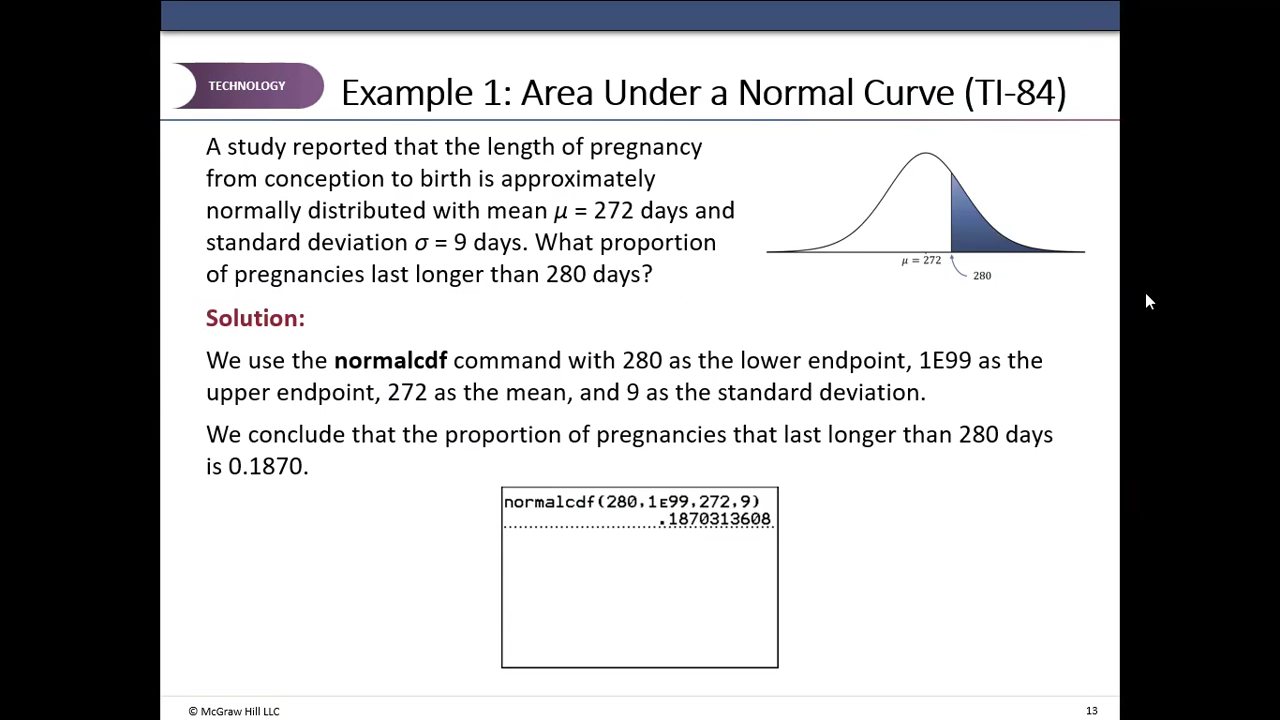 TECHNOLOGY
Example 1: Area Under a Normal Curve (TI-84)
A study reported that the length of pregnancy
from conception to birth is approximately
normally distributed with mean μ = 272 days and
standard deviation σ = 9 days. What proportion
of pregnancies last longer than 280 days?
μ = 272
280
Solution:
We use the normalcdf command with 280 as the lower endpoint, 1E99 as the
upper endpoint, 272 as the mean, and 9 as the standard deviation.
We conclude that the proportion of pregnancies that last longer than 280 days
is 0.1870.
normalcdf(280,1E99,272,9)
.1870313608
© McGraw Hill LLC
13